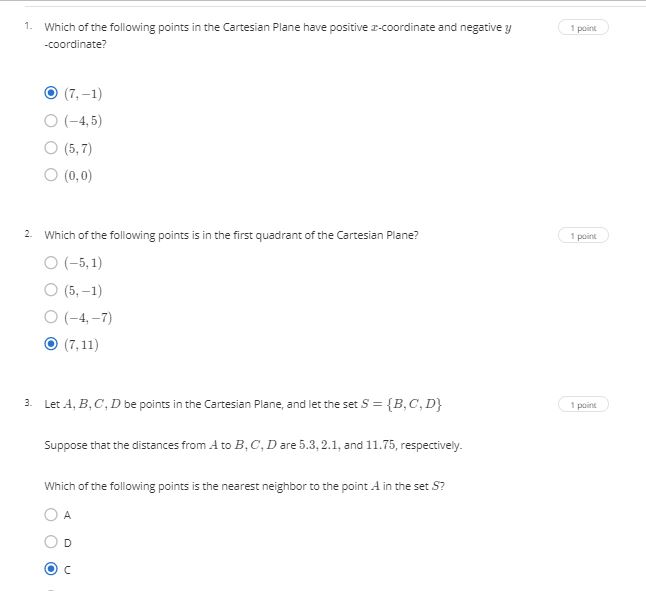 1. Which of the following points in the Cartesian Plane have positive x-coordinate and negative y 1 point
-coordinate?
(7, −1)
(−4, 5)
(5, 7)
(0, 0)
2. Which of the following points is in the first quadrant of the Cartesian Plane? 1 point
(−5, 1)
(5, −1)
(−4, −7)
(7, 11)
3. Let A, B, C, D be points in the Cartesian Plane, and let the set S = {B, C, D} 1 point
Suppose that the distances from A to B, C, D are 5.3, 2.1, and 11.75, respectively.
Which of the following points is the nearest neighbor to the point A in the set S?
A
D
C